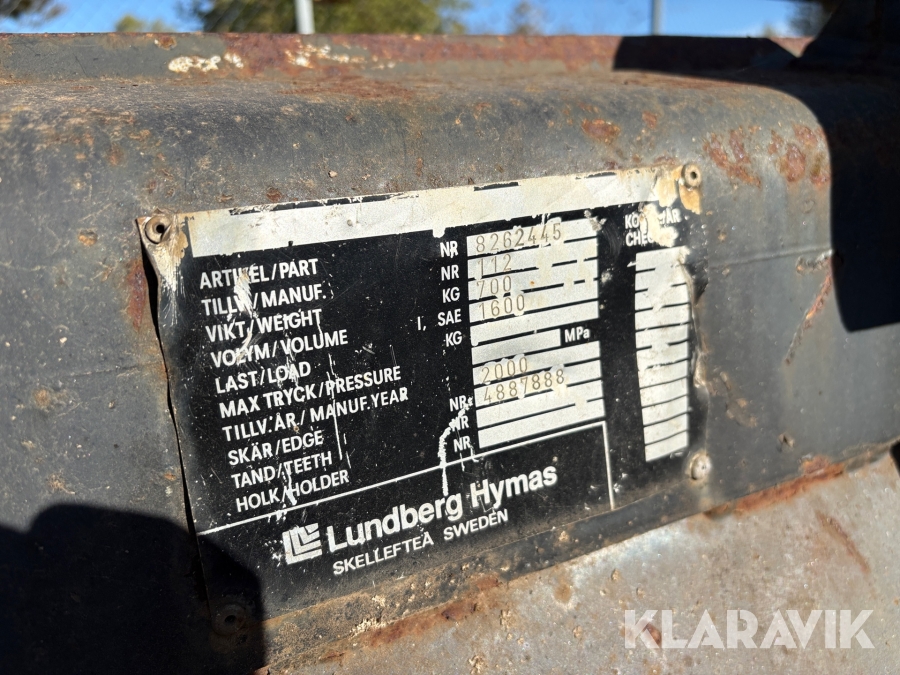 KO
CHEC
ARTIKEL/PART NR 8262445
TILLV/MANUF. NR 112
VIKT/WEIGHT KG 700
VOLYM/VOLUME l, SAE 1600
LAST/LOAD KG
MAX TRYCK/PRESSURE MPa
TILLV.ÅR/MANUF.YEAR 2000
SKÄR/EDGE NR 4887888
TAND/TEETH NR
HOLK/HOLDER NR
Lundberg Hymas
SKELLEFTEÅ SWEDEN
KLARAVIK